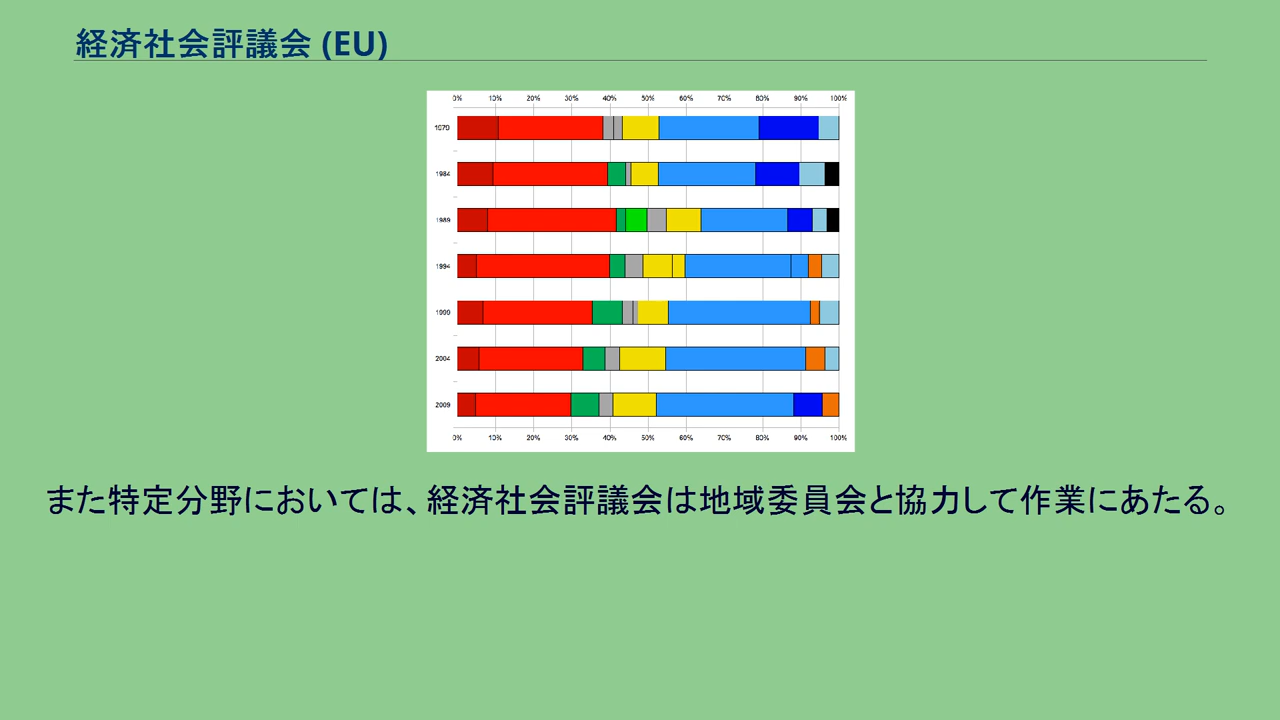 経済社会評議会 (EU)
0% 10% 20% 30% 40% 50% 60% 70% 80% 90% 100%
1979
1984
1989
1994
1999
2004
2009
0% 10% 20% 30% 40% 50% 60% 70% 80% 90% 100%
また特定分野においては、経済社会評議会は地域委員会と協力して作業にあたる。